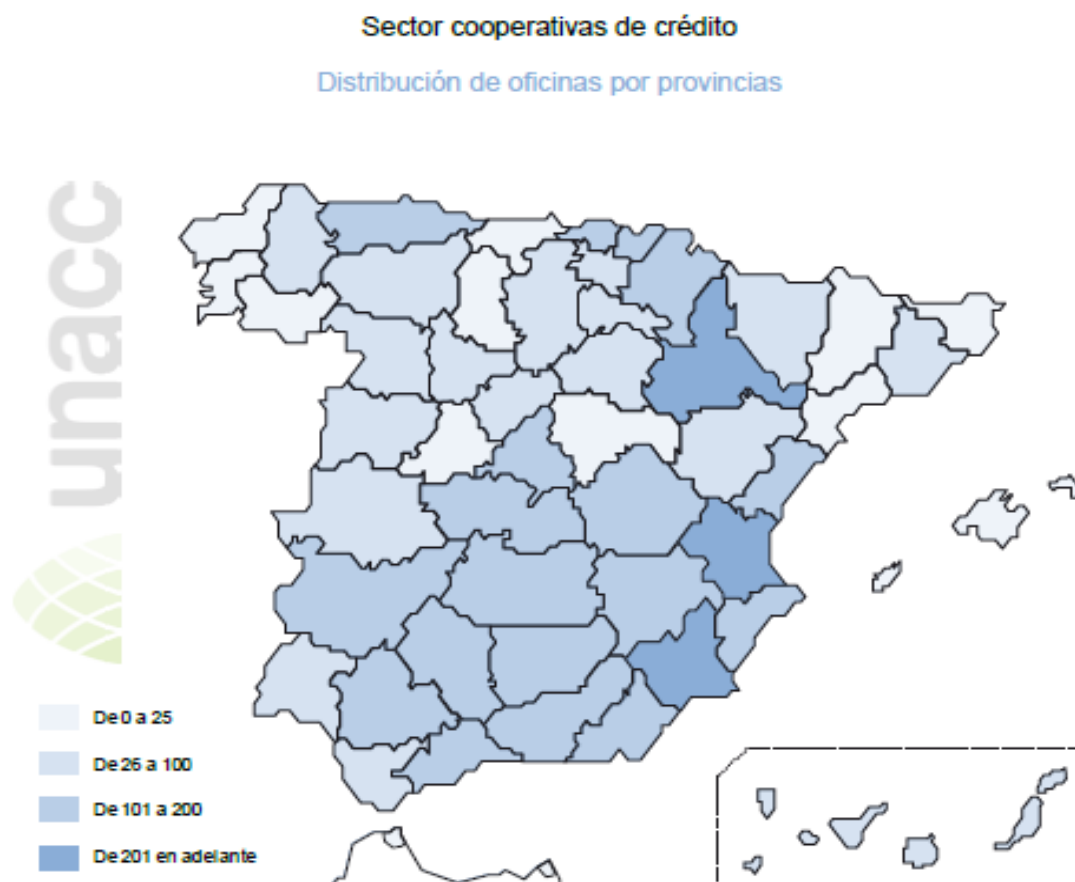 Sector cooperativas de crédito
Distribución de oficinas por provincias
unacc
De 0 a 25
De 26 a 100
De 101 a 200
De 201 en adelante